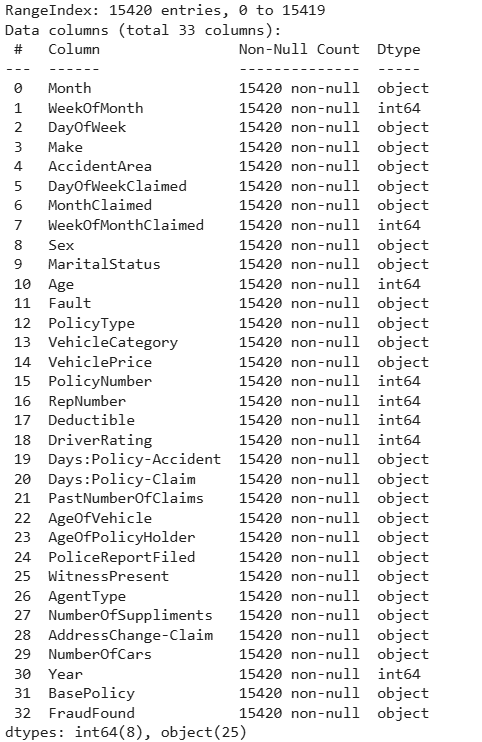 RangeIndex: 15420 entries, 0 to 15419
Data columns (total 33 columns):
 #   Column                Non-Null Count  Dtype
---  ------                --------------  -----
 0   Month                 15420 non-null  object
 1   WeekOfMonth           15420 non-null  int64
 2   DayOfWeek             15420 non-null  object
 3   Make                  15420 non-null  object
 4   AccidentArea          15420 non-null  object
 5   DayOfWeekClaimed      15420 non-null  object
 6   MonthClaimed          15420 non-null  object
 7   WeekOfMonthClaimed    15420 non-null  int64
 8   Sex                   15420 non-null  object
 9   MaritalStatus         15420 non-null  object
 10  Age                   15420 non-null  int64
 11  Fault                 15420 non-null  object
 12  PolicyType            15420 non-null  object
 13  VehicleCategory       15420 non-null  object
 14  VehiclePrice          15420 non-null  object
 15  PolicyNumber          15420 non-null  int64
 16  RepNumber             15420 non-null  int64
 17  Deductible            15420 non-null  int64
 18  DriverRating          15420 non-null  int64
 19  Days:Policy-Accident  15420 non-null  object
 20  Days:Policy-Claim     15420 non-null  object
 21  PastNumberOfClaims    15420 non-null  object
 22  AgeOfVehicle          15420 non-null  object
 23  AgeOfPolicyHolder     15420 non-null  object
 24  PoliceReportFiled     15420 non-null  object
 25  WitnessPresent        15420 non-null  object
 26  AgentType             15420 non-null  object
 27  NumberOfSuppliments   15420 non-null  object
 28  AddressChange-Claim   15420 non-null  object
 29  NumberOfCars          15420 non-null  object
 30  Year                  15420 non-null  int64
 31  BasePolicy            15420 non-null  object
 32  FraudFound            15420 non-null  object
dtypes: int64(8), object(25)